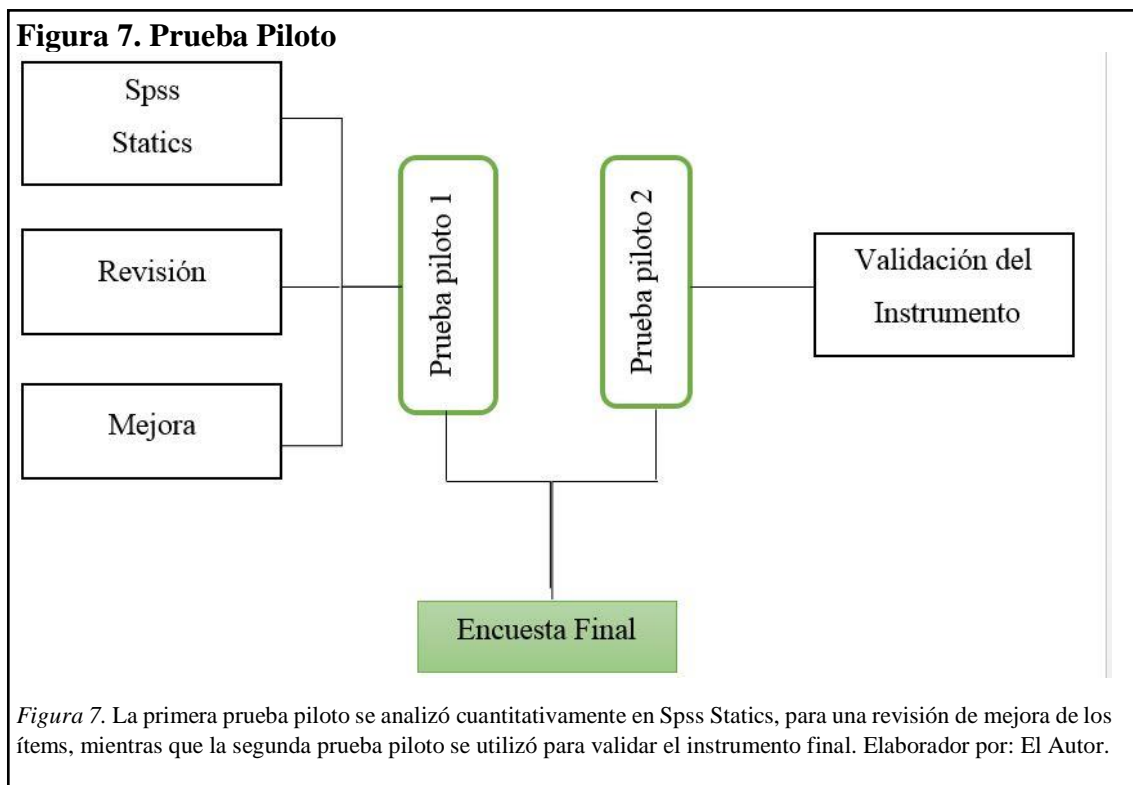 Figura 7. Prueba Piloto
Spss
Statics
Revisión
Mejora
Prueba piloto 1
Prueba piloto 2
Validación del
Instrumento
Encuesta Final
Figura 7. La primera prueba piloto se analizó cuantitativamente en Spss Statics, para una revisión de mejora de los
ítems, mientras que la segunda prueba piloto se utilizó para validar el instrumento final. Elaborador por: El Autor.